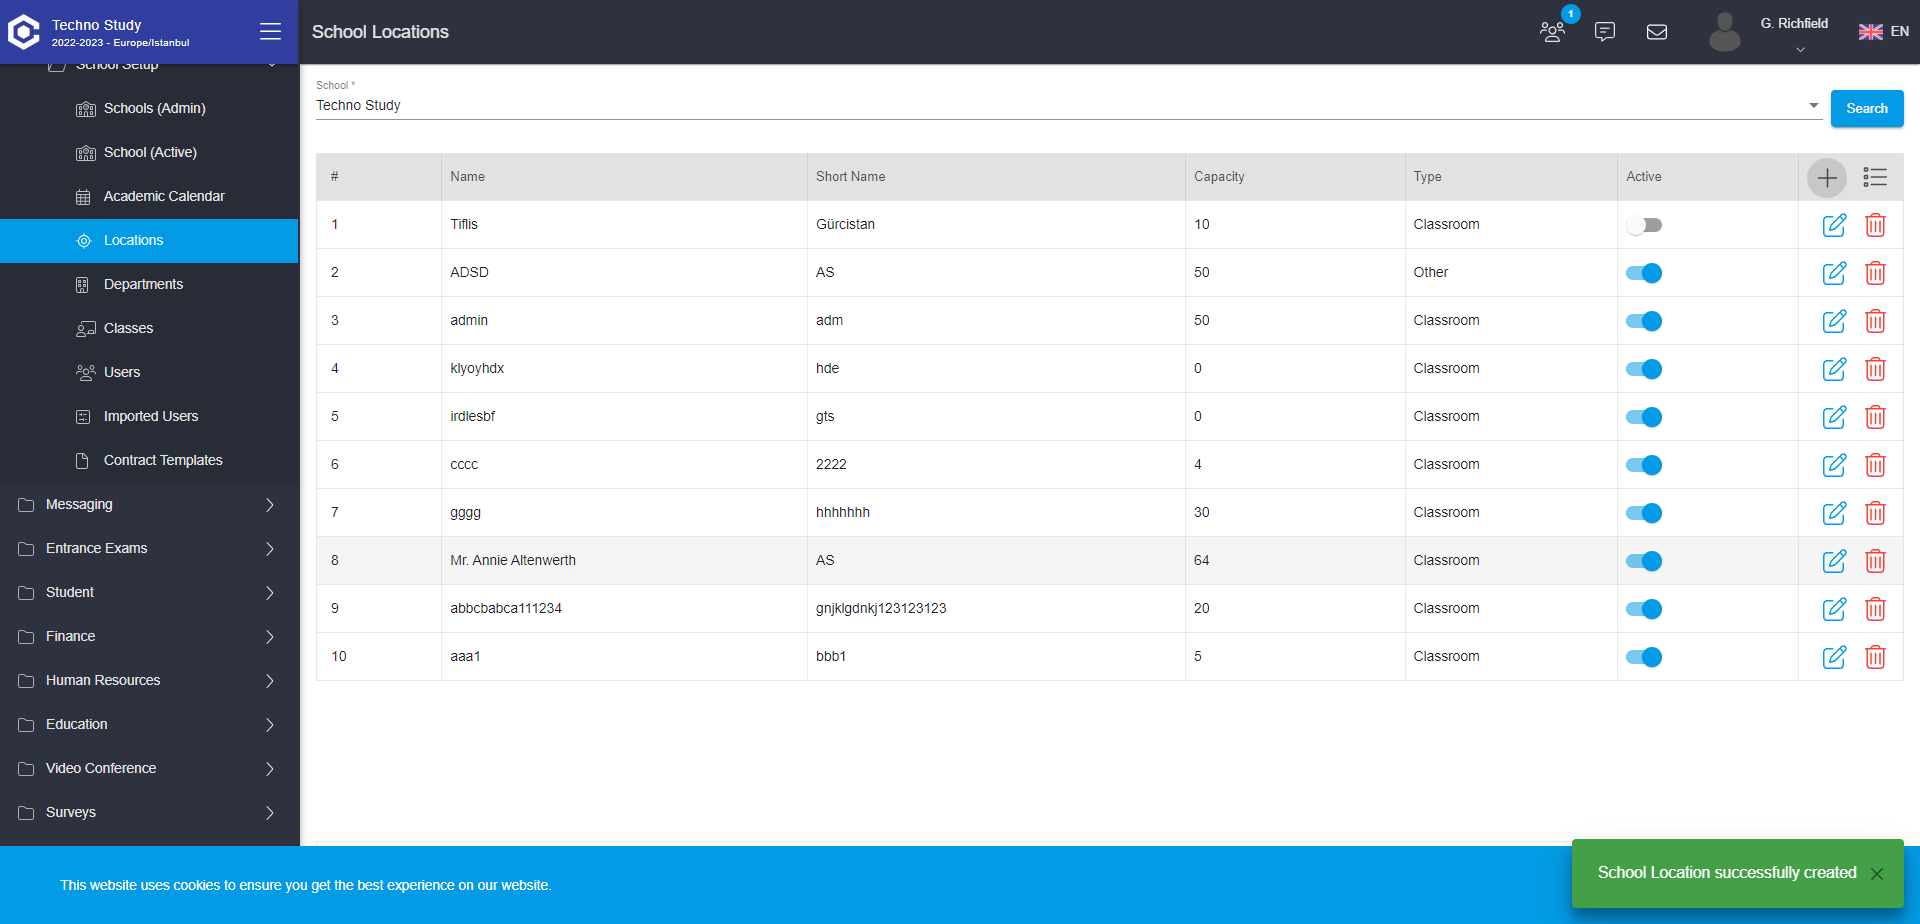 Techno Study
2022-2023 - Europe/Istanbul
School Locations
1
G. Richfield
EN
School Setup
Schools (Admin)
School (Active)
Academic Calendar
Locations
Departments
Classes
Users
Imported Users
Contract Templates
Messaging
Entrance Exams
Student
Finance
Human Resources
Education
Video Conference
Surveys
School *
Techno Study
Search
# Name Short Name Capacity Type Active
1 Tiflis Gürcistan 10 Classroom
2 ADSD AS 50 Other
3 admin adm 50 Classroom
4 klyoyhdx hde 0 Classroom
5 irdlesbf gts 0 Classroom
6 cccc 2222 4 Classroom
7 gggg hhhhhhh 30 Classroom
8 Mr. Annie Altenwerth AS 64 Classroom
9 abbcbabca111234 gnjklgdnkj123123123 20 Classroom
10 aaa1 bbb1 5 Classroom
This website uses cookies to ensure you get the best experience on our website.
School Location successfully created